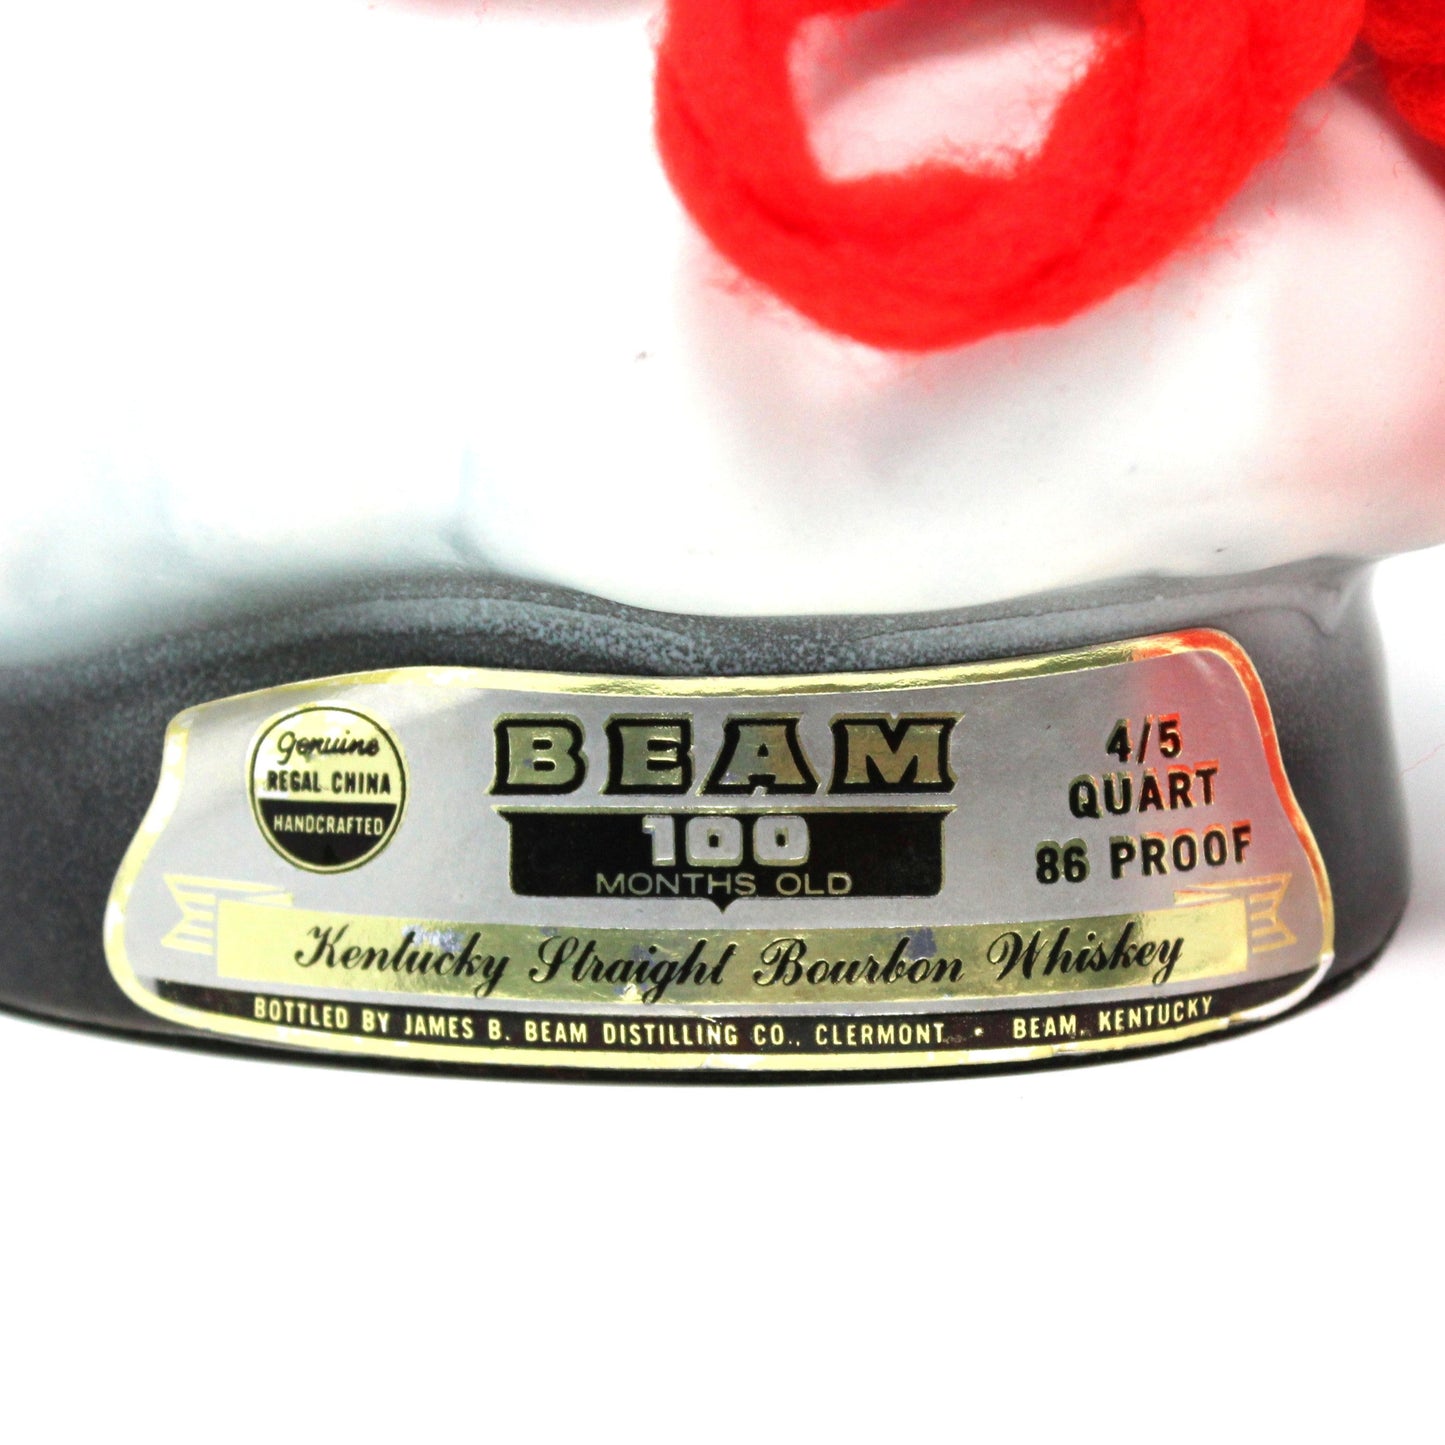 Genuine
REGAL CHINA
HANDCRAFTED
BEAM
100
MONTHS OLD
4/5
QUART
86 PROOF
Kentucky Straight Bourbon Whiskey
BOTTLED BY JAMES B. BEAM DISTILLING CO., CLERMONT • BEAM, KENTUCKY